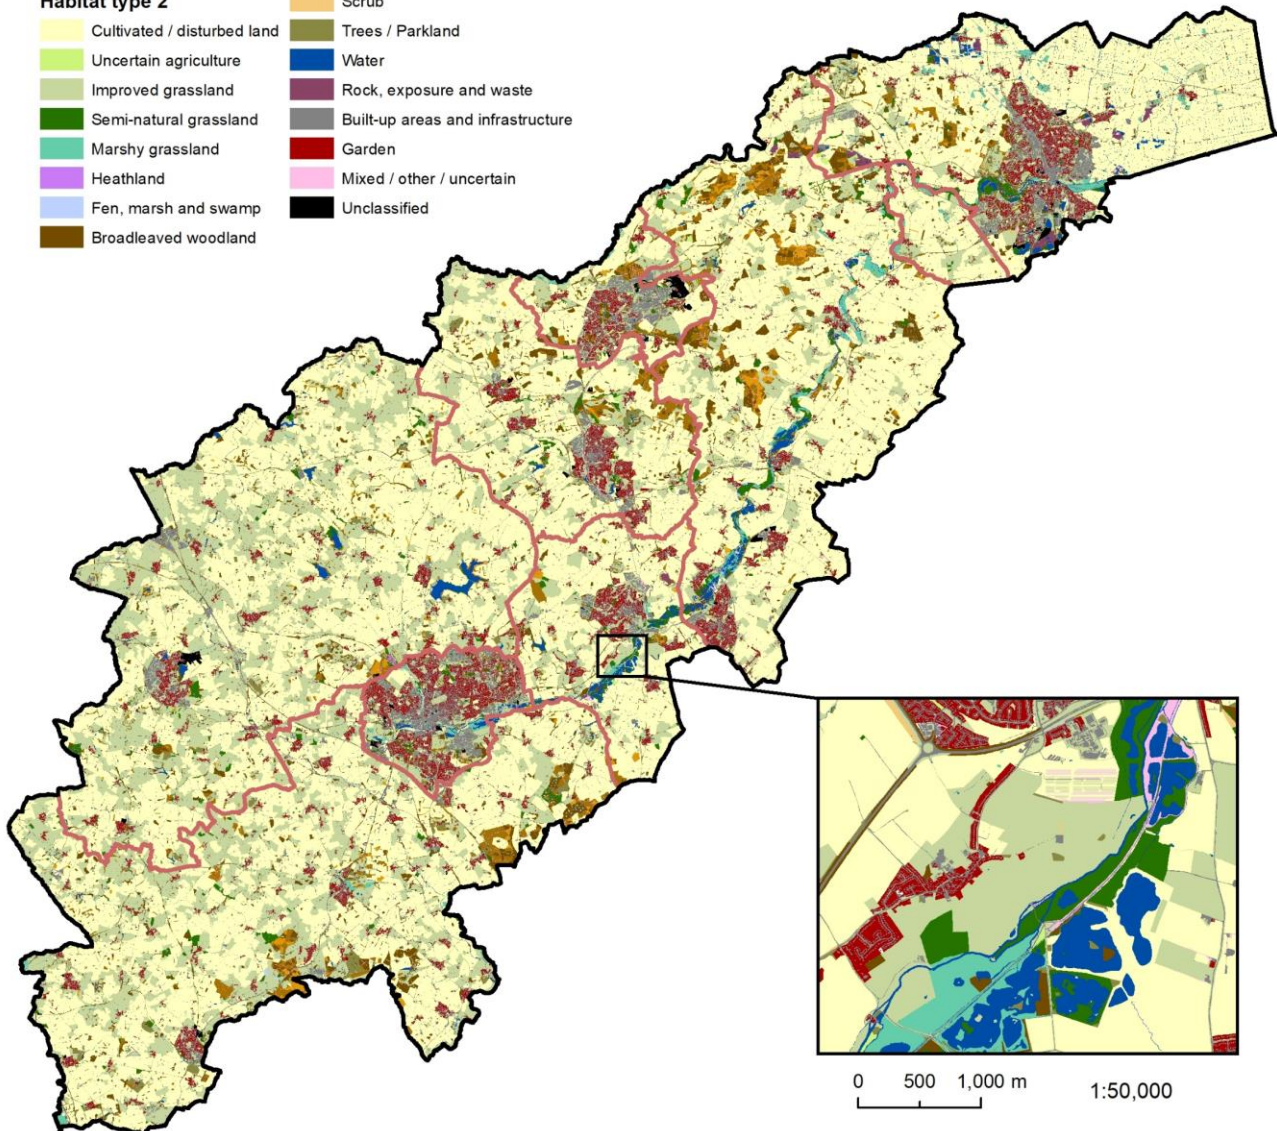 Habitat type 2
Cultivated / disturbed land
Uncertain agriculture
Improved grassland
Semi-natural grassland
Marshy grassland
Heathland
Fen, marsh and swamp
Broadleaved woodland
Scrub
Trees / Parkland
Water
Rock, exposure and waste
Built-up areas and infrastructure
Garden
Mixed / other / uncertain
Unclassified
0 500 1,000 m
1:50,000